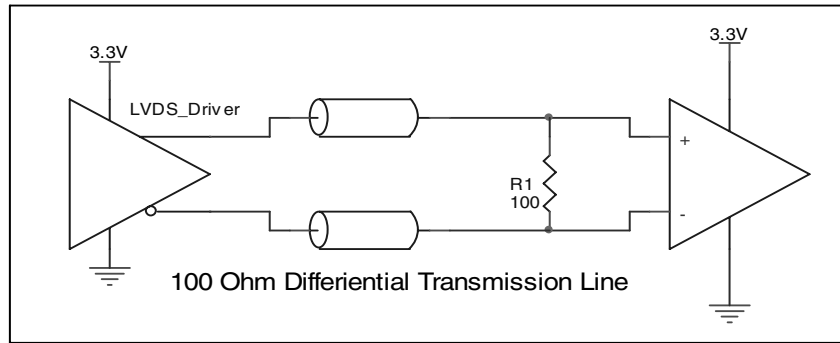 3.3V
3.3V
LVDS_Driver
+
R1
100
-
100 Ohm Differiential Transmission Line